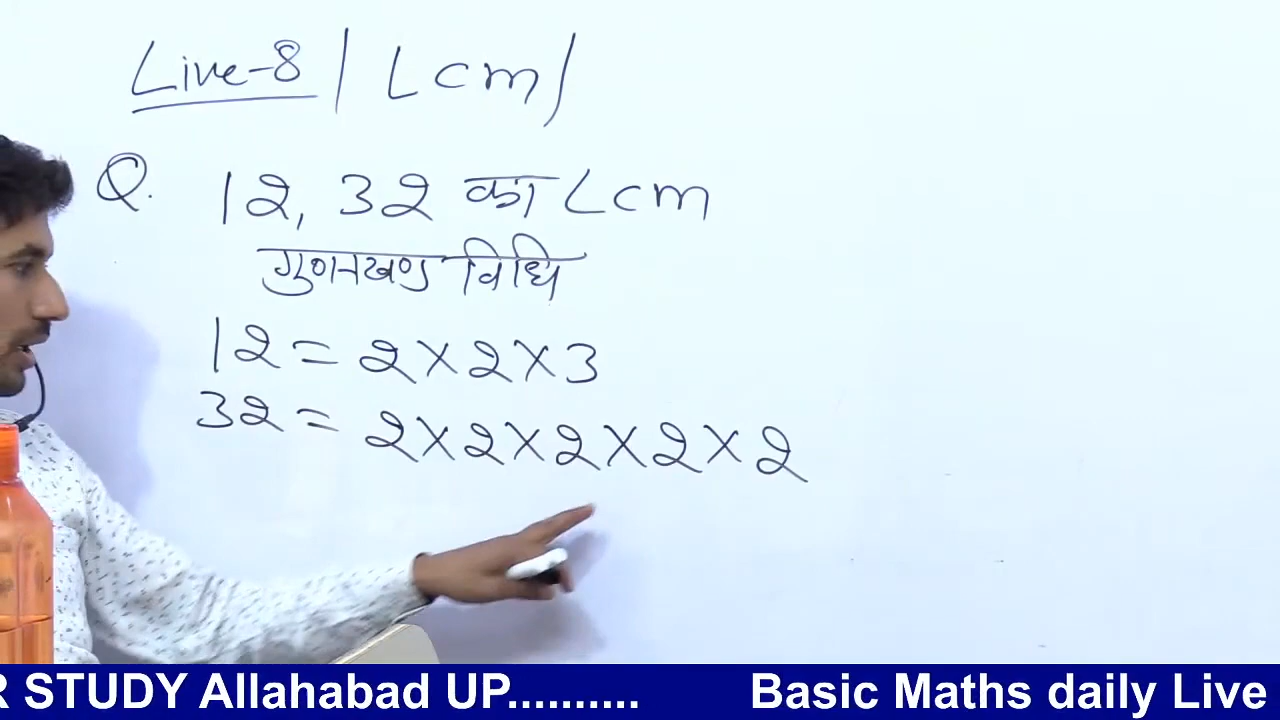 Live-8 / Lcm /
Q. 12, 32 का Lcm
गुणनखण्ड विधि
12 = 2×2×3
32 = 2×2×2×2×2
R STUDY Allahabad UP.......... Basic Maths daily Live